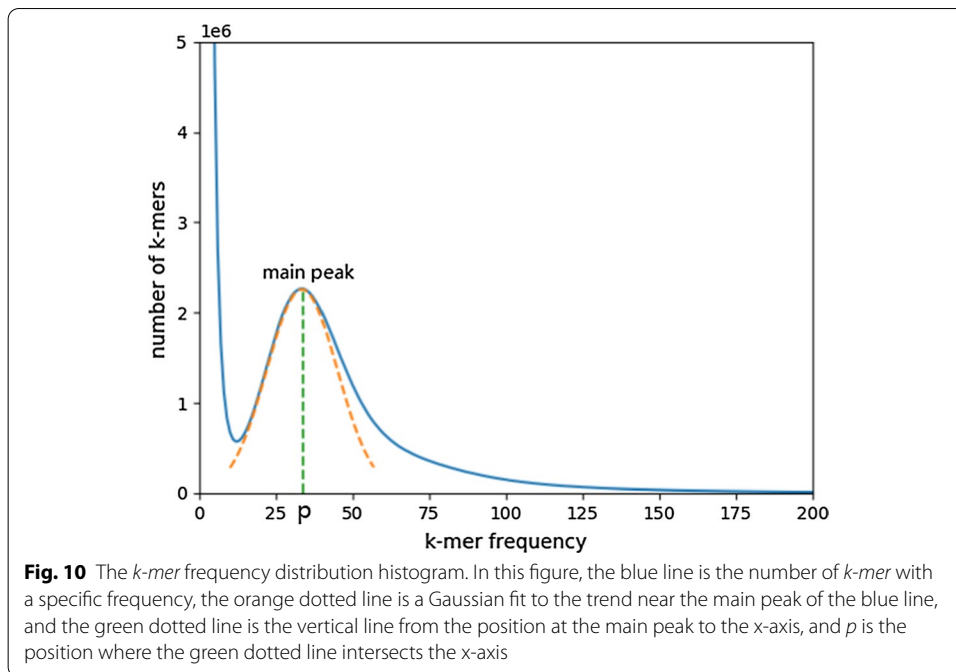 1e6
5
4
3
2
1
0
number of k-mers
main peak
0 25 p 50 75 100 125 150 175 200
k-mer frequency
Fig. 10 The k-mer frequency distribution histogram. In this figure, the blue line is the number of k-mer with
a specific frequency, the orange dotted line is a Gaussian fit to the trend near the main peak of the blue line,
and the green dotted line is the vertical line from the position at the main peak to the x-axis, and p is the
position where the green dotted line intersects the x-axis